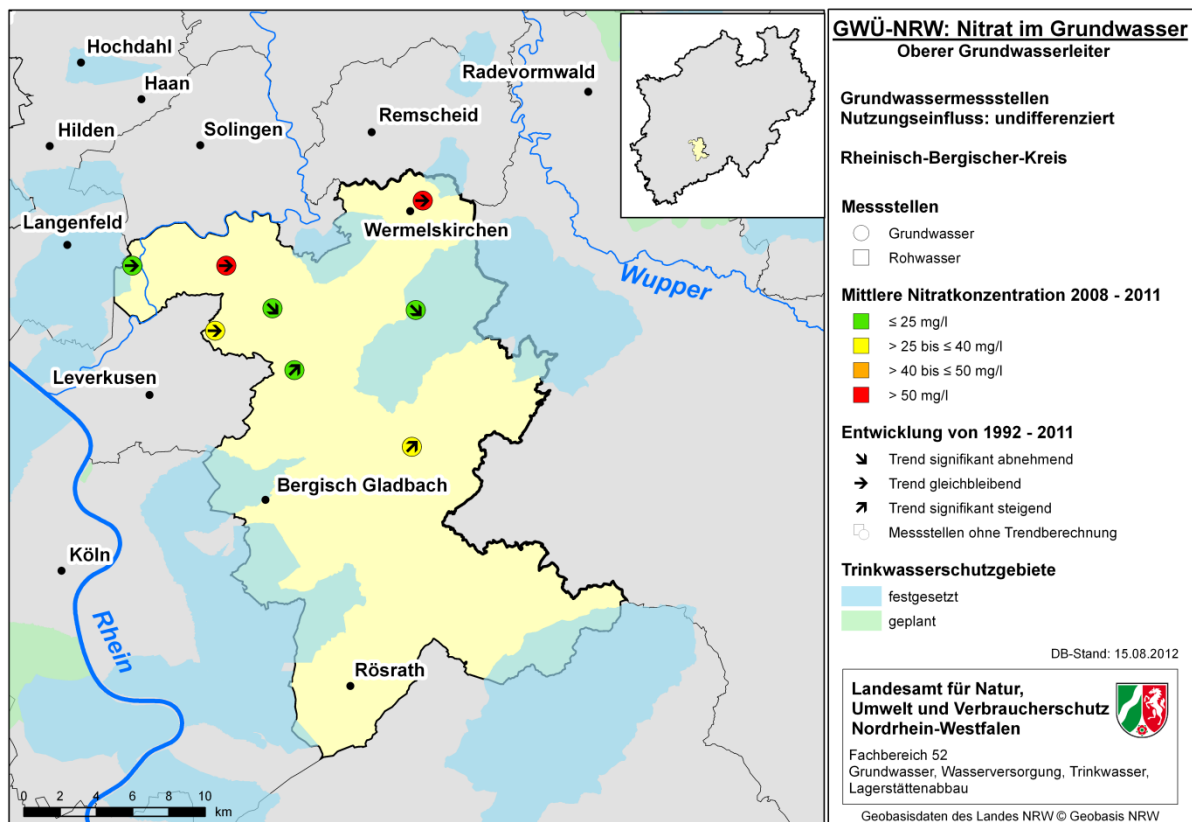 Hochdahl
Haan
Hilden
Solingen
Remscheid
Radevormwald
Langenfeld
Wermelskirchen
Wupper
Leverkusen
Bergisch Gladbach
Köln
Rhein
Rösrath
0 2 4 6 8 10
km
GWÜ-NRW: Nitrat im Grundwasser
Oberer Grundwasserleiter
Grundwassermessstellen
Nutzungseinfluss: undifferenziert
Rheinisch-Bergischer-Kreis
Messstellen
Grundwasser
Rohwasser
Mittlere Nitratkonzentration 2008 - 2011
≤ 25 mg/l
> 25 bis ≤ 40 mg/l
> 40 bis ≤ 50 mg/l
> 50 mg/l
Entwicklung von 1992 - 2011
Trend signifikant abnehmend
Trend gleichbleibend
Trend signifikant steigend
Messstellen ohne Trendberechnung
Trinkwasserschutzgebiete
festgesetzt
geplant
DB-Stand: 15.08.2012
Landesamt für Natur,
Umwelt und Verbraucherschutz
Nordrhein-Westfalen
Fachbereich 52
Grundwasser, Wasserversorgung, Trinkwasser,
Lagerstättenabbau
Geobasisdaten des Landes NRW © Geobasis NRW